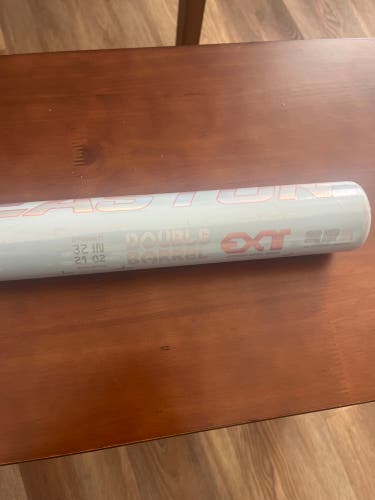 EASTON
32 IN
21 OZ
DOUBLE
BARREL
EXT